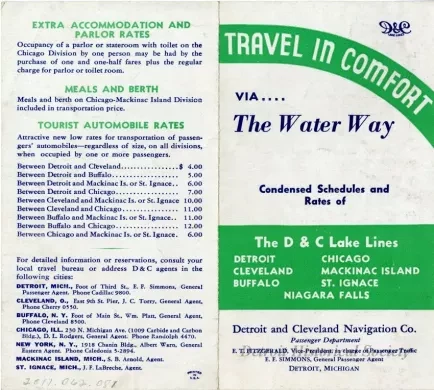 EXTRA ACCOMMODATION AND
PARLOR RATES
Occupancy of a parlor or stateroom with toilet on the
Chicago Division by one person may be had by the
purchase of one and one-half fares plus the regular
charge for parlor or toilet room.
MEALS AND BERTH
Meals and berth on Chicago-Mackinac Island Division
included in transportation price.
TOURIST AUTOMOBILE RATES
Attractive new low rates for transportation of passen-
gers' automobiles—regardless of size, on all divisions,
when occupied by one or more passengers.
Between Detroit and Cleveland................$ 4.00
Between Detroit and Buffalo.................. 5.00
Between Detroit and Mackinac Is. or St. Ignace.. 6.00
Between Detroit and Chicago.................. 7.00
Between Cleveland and Mackinac Is. or St. Ignace 10.00
Between Cleveland and Chicago................ 11.00
Between Buffalo and Mackinac Is. or St. Ignace.. 11.00
Between Buffalo and Chicago.................. 12.00
Between Chicago and Mackinac Is. or St. Ignace. 6.00
For detailed information or reservations, consult your
local travel bureau or address D & C agents in the
following cities:
DETROIT, MICH., Foot of Third St., E. F. Simmons, General
Passenger Agent. Phone Cadillac 9800.
CLEVELAND, O., East 9th St. Pier, J. C. Torry, General Agent,
Phone Cherry 0550.
BUFFALO, N. Y. Foot of Main St., Wm. Plan, General Agent,
Phone Cleveland 8595.
CHICAGO, ILL., 230 N. Michigan Ave. (1009 Carbide and Carbon
Bldg.), D. L. Rodgers, General Agent. Phone Randolph 4470.
NEW YORK, N. Y., 1918 Chanin Bldg., Albert Warn, General
Eastern Agent. Phone Caledonia 5-2894.
MACKINAC ISLAND, MICH., S. B. Arnold, Agent.
ST. IGNACE, MICH., J. F. LaBreche, Agent.
D&C
TRAVEL IN COMFORT
VIA ....
The Water Way
Condensed Schedules and
Rates of
The D & C Lake Lines
DETROIT CHICAGO
CLEVELAND MACKINAC ISLAND
BUFFALO ST. IGNACE
NIAGARA FALLS
Detroit and Cleveland Navigation Co.
Passenger Department
E. T. FITZGERALD, Vice-President in charge of Passenger Traffic
E. F. SIMMONS, General Passenger Agent
DETROIT, MICHIGAN
Detroit Historical Society